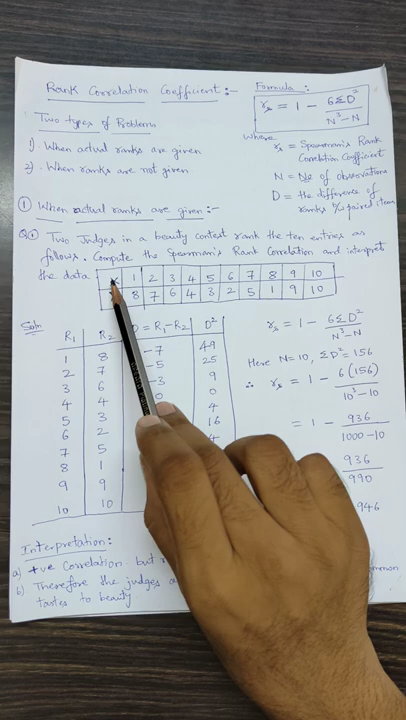 Rank Correlation Coefficient :-
Formula:
r_s = 1 - 6ΣD² / N³-N
Two types of Problems
where
1) When actual ranks are given
r_s = Spearman's Rank Correlation Coefficient
2) When ranks are not given
N = No of observations
D = the difference of ranks b/w paired items
① When actual ranks are given :-
Q① Two Judges in a beauty contest rank the ten entries as
follows. Compute the Spearman's Rank Correlation and interpret
the data
1 2 3 4 5 6 7 8 9 10
8 7 6 4 3 2 5 1 9 10
Soln
R₁ R₂ D = R₁-R₂ D²
1 8 -7 49
2 7 -5 25
3 6 -3 9
4 4 0 0
5 3 4
6 2 16
7 5 4
8 1
9 9
10 10
r_s = 1 - 6ΣD² / N³-N
Here N=10, ΣD²=156
∴ r_s = 1 - 6(156) / 10³-10
= 1 - 936 / 1000-10
936 / 990
946
Interpretation:
a) +ve Correlation but
b) Therefore the judges
tastes to beauty